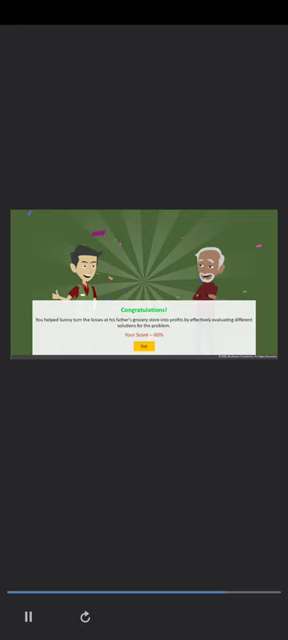 Congratulations!
You helped Sunny turn the losses at his father's grocery store into profits by effectively evaluating different
solutions for the problem.
Your Score – 60%
Exit